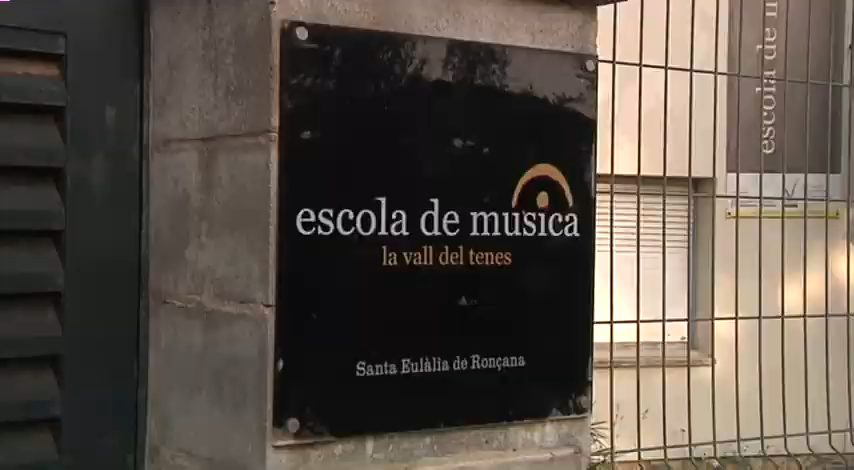 escola de musica
la vall del tenes
Santa Eulàlia de Ronçana
escola de m